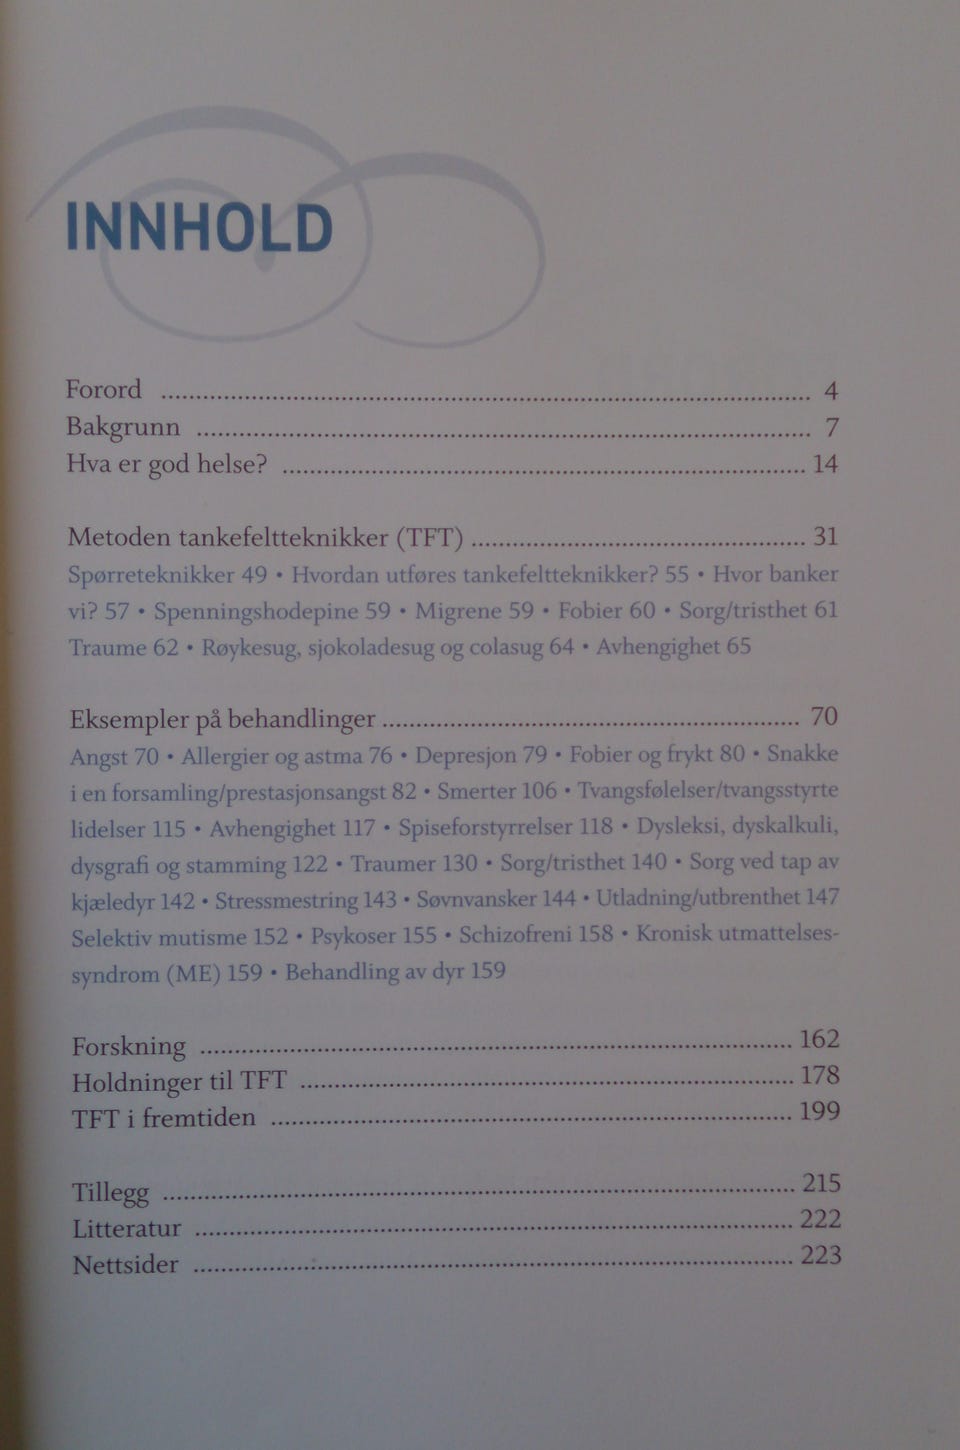 INNHOLD
Forord ........................................ 4
Bakgrunn ........................................ 7
Hva er god helse? ........................................ 14
Metoden tankefeltteknikker (TFT) ........................................ 31
Spørreteknikker 49 • Hvordan utføres tankefeltteknikker? 55 • Hvor banker
vi? 57 • Spenningshodepine 59 • Migrene 59 • Fobier 60 • Sorg/tristhet 61
Traume 62 • Røykesug, sjokoladesug og colasug 64 • Avhengighet 65
Eksempler på behandlinger ........................................ 70
Angst 70 • Allergier og astma 76 • Depresjon 79 • Fobier og frykt 80 • Snakke
i en forsamling/prestasjonsangst 82 • Smerter 106 • Tvangsfølelser/tvangsstyrte
lidelser 115 • Avhengighet 117 • Spiseforstyrrelser 118 • Dysleksi, dyskalkuli,
dysgrafi og stamming 122 • Traumer 130 • Sorg/tristhet 140 • Sorg ved tap av
kjæledyr 142 • Stressmestring 143 • Søvnvansker 144 • Utladning/utbrenthet 147
Selektiv mutisme 152 • Psykoser 155 • Schizofreni 158 • Kronisk utmattelses-
syndrom (ME) 159 • Behandling av dyr 159
Forskning ........................................ 162
Holdninger til TFT ........................................ 178
TFT i fremtiden ........................................ 199
Tillegg ........................................ 215
Litteratur ........................................ 222
Nettsider ........................................ 223